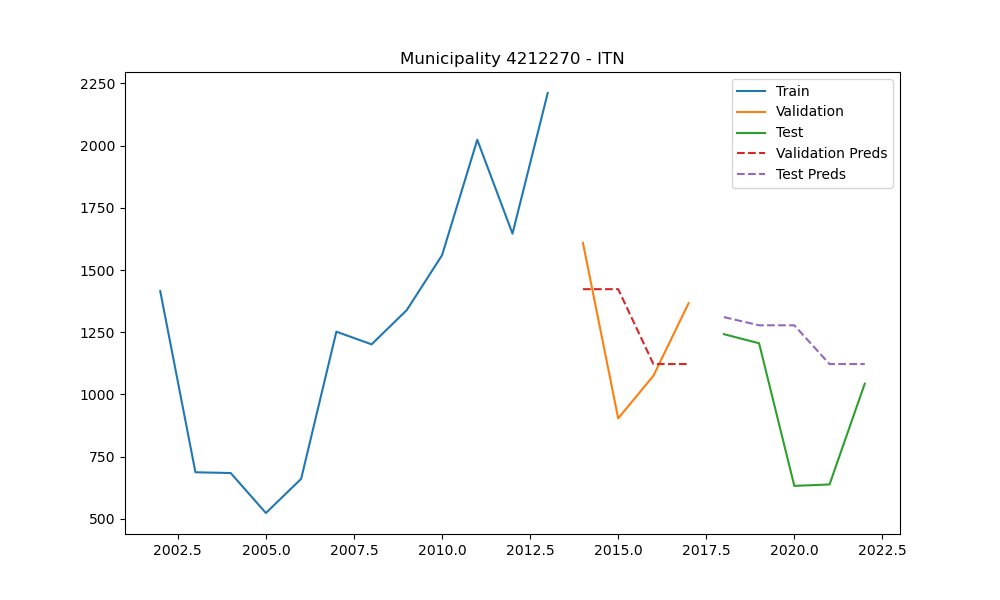 Municipality 4212270 - ITN
2250
2000
1750
1500
1250
1000
750
500
2002.5 2005.0 2007.5 2010.0 2012.5 2015.0 2017.5 2020.0 2022.5
Train
Validation
Test
Validation Preds
Test Preds